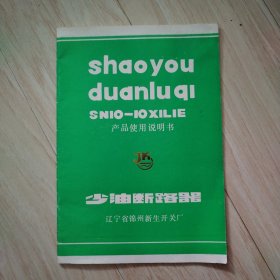 shaoyou
duanluqi
SN10-10XILIE
产品使用说明书
JK
少油断路器
辽宁省锦州新生开关厂